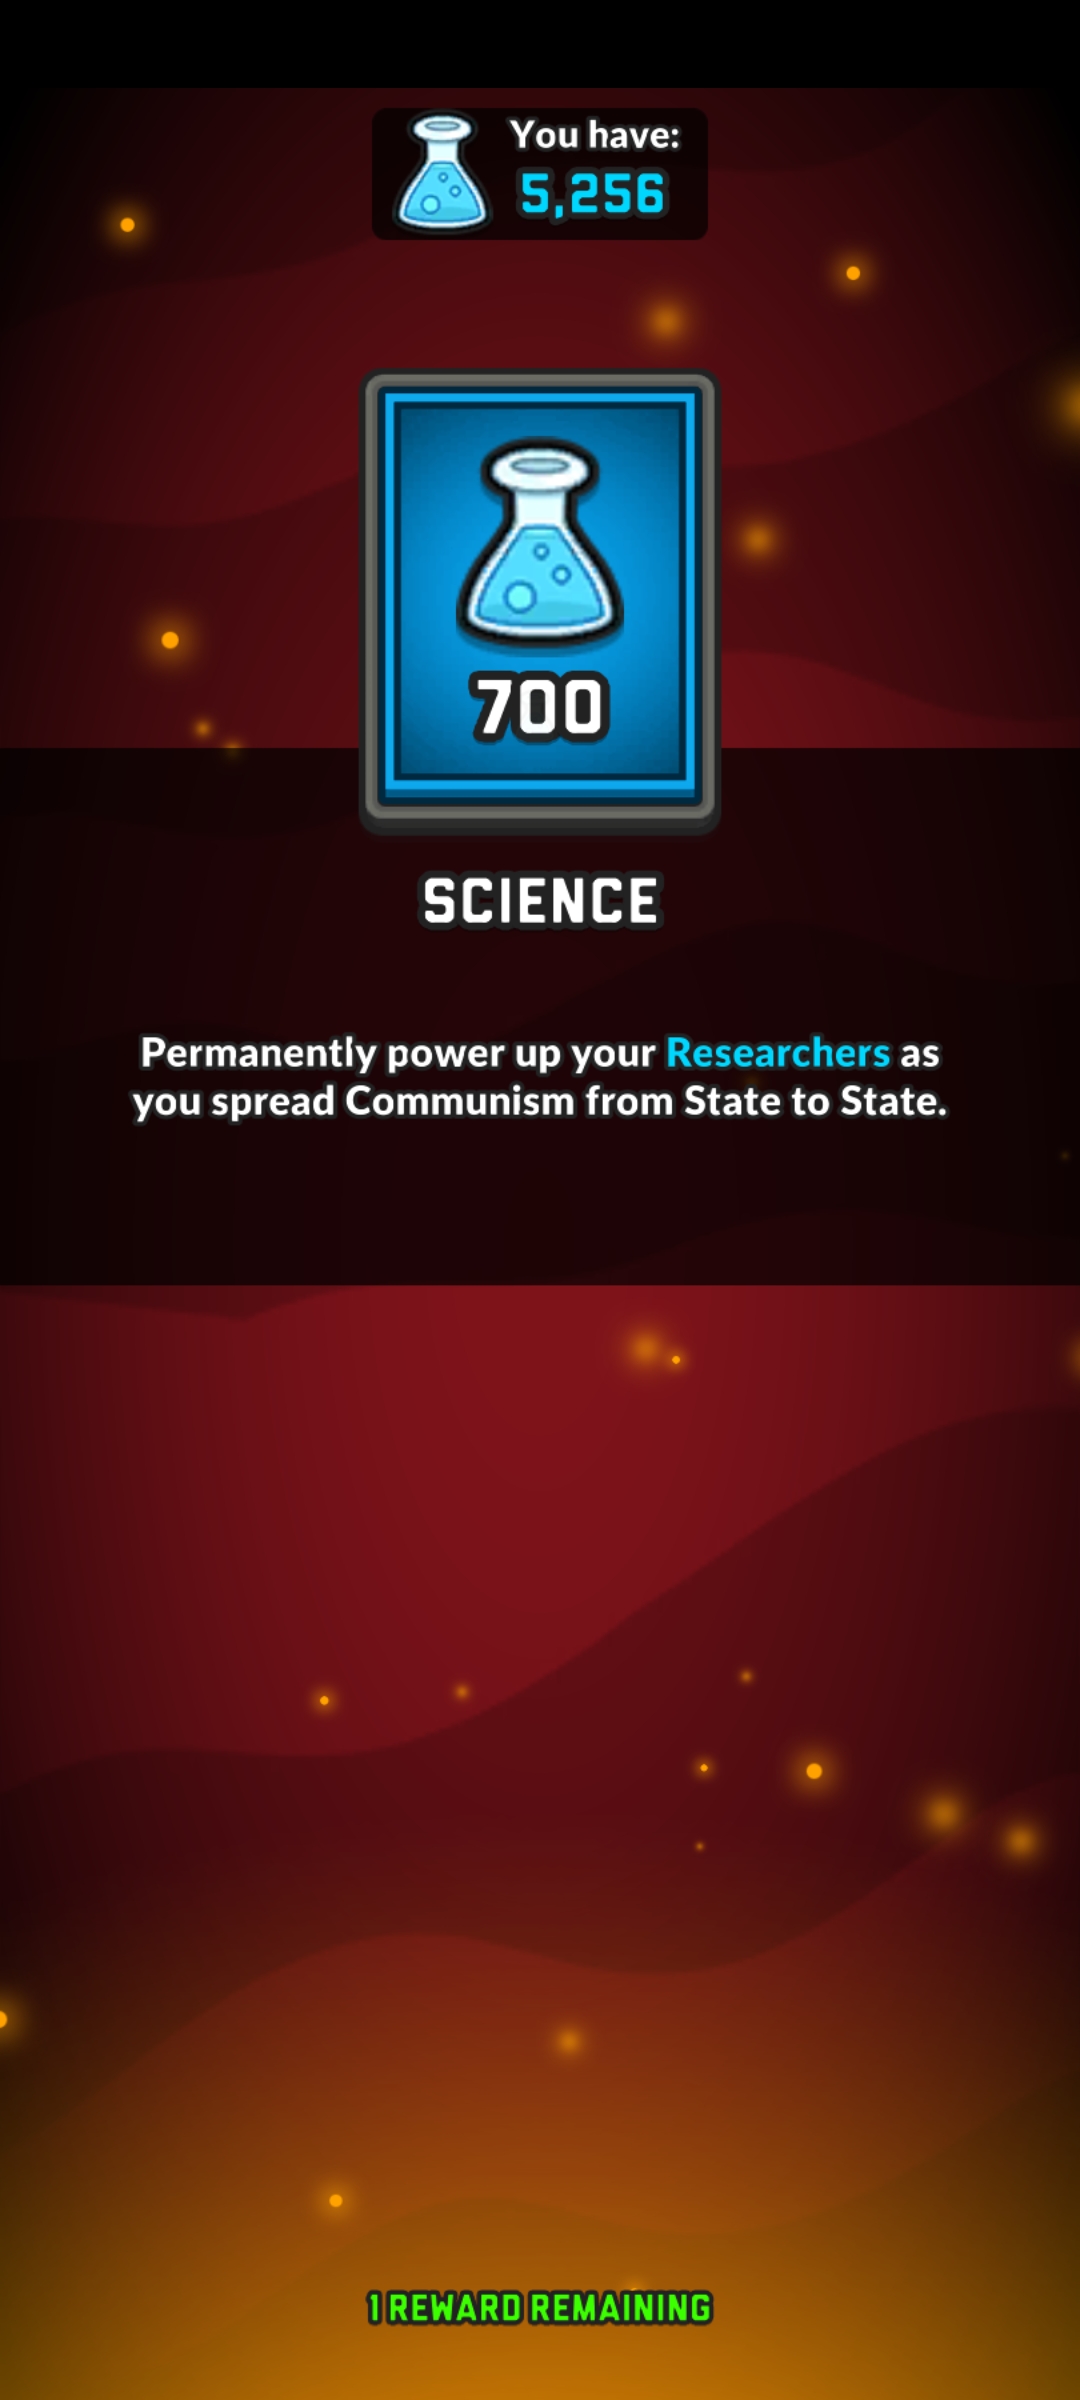 You have:
5,256
700
SCIENCE
Permanently power up your Researchers as
you spread Communism from State to State.
1 REWARD REMAINING